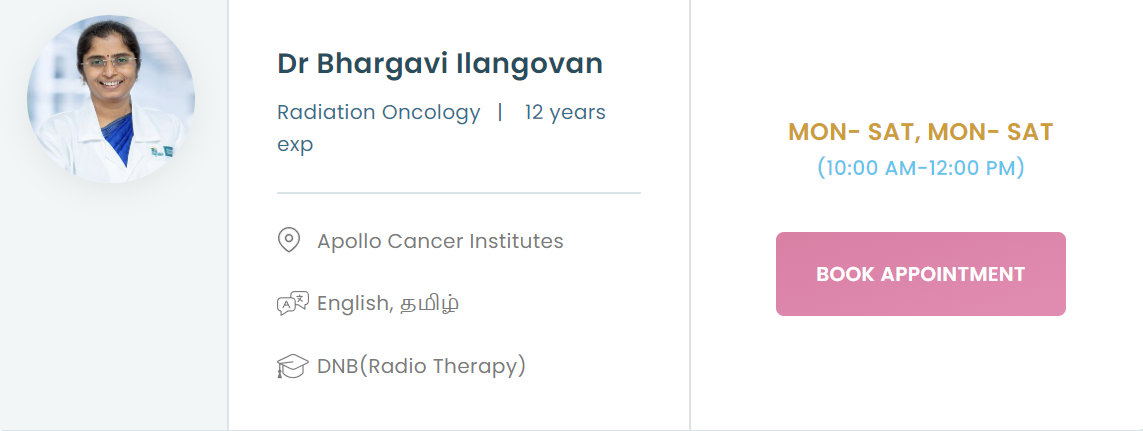 Dr Bhargavi Ilangovan
Radiation Oncology | 12 years
exp
Apollo Cancer Institutes
English, தமிழ்
DNB(Radio Therapy)
MON- SAT, MON- SAT
(10:00 AM-12:00 PM)
BOOK APPOINTMENT